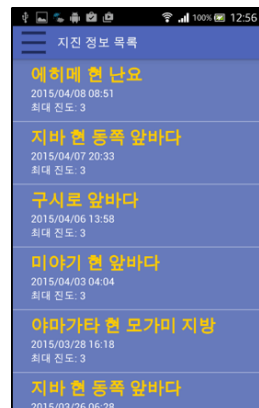 100% 12:56
지진 정보 목록
에히메 현 난요
2015/04/08 08:51
최대 진도: 3
지바 현 동쪽 앞바다
2015/04/07 20:33
최대 진도: 3
구시로 앞바다
2015/04/06 13:58
최대 진도: 3
미야기 현 앞바다
2015/04/03 04:04
최대 진도: 3
야마가타 현 모가미 지방
2015/03/28 16:18
최대 진도: 3
지바 현 동쪽 앞바다
2015/03/26 06:28